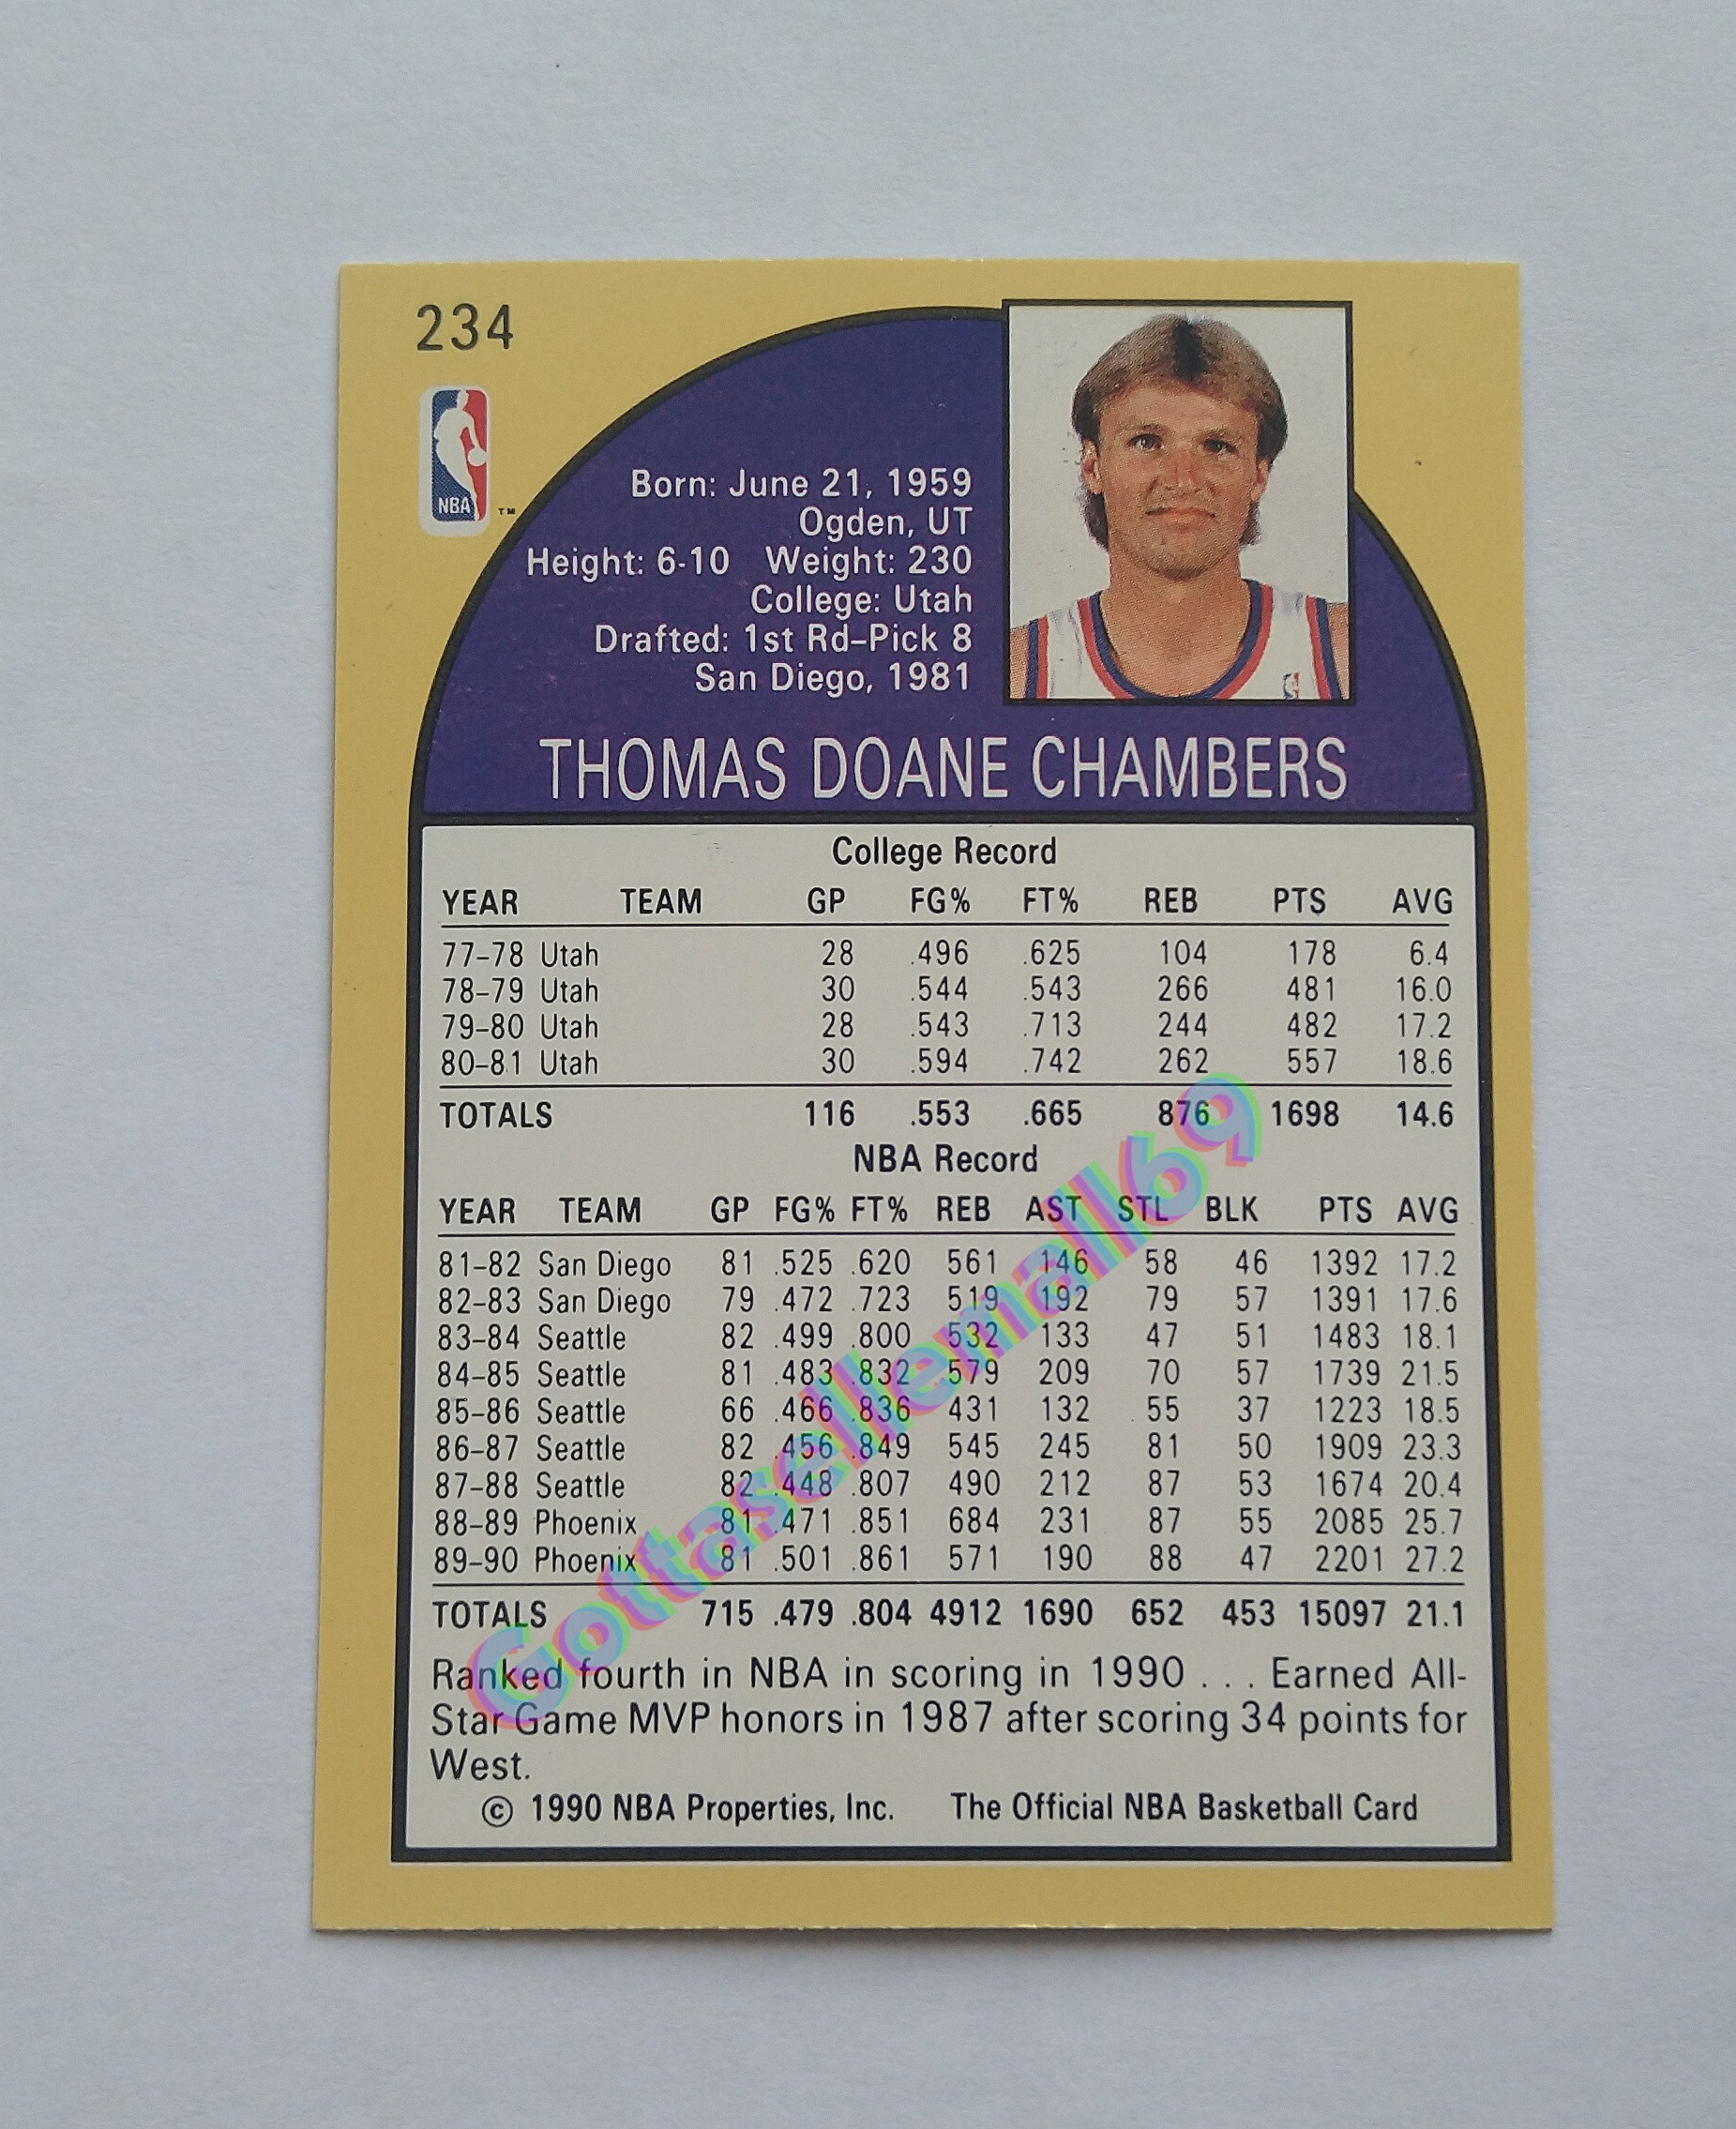 234
NBA
TM
Born: June 21, 1959
Ogden, UT
Height: 6-10 Weight: 230
College: Utah
Drafted: 1st Rd–Pick 8
San Diego, 1981
THOMAS DOANE CHAMBERS
College Record
YEAR TEAM GP FG% FT% REB PTS AVG
77–78 Utah 28 .496 .625 104 178 6.4
78–79 Utah 30 .544 .543 266 481 16.0
79–80 Utah 28 .543 .713 244 482 17.2
80–81 Utah 30 .594 .742 262 557 18.6
TOTALS 116 .553 .665 876 1698 14.6
NBA Record
YEAR TEAM GP FG% FT% REB AST STL BLK PTS AVG
81–82 San Diego 81 .525 .620 561 146 58 46 1392 17.2
82–83 San Diego 79 .472 .723 519 192 79 57 1391 17.6
83–84 Seattle 82 .499 .800 532 133 47 51 1483 18.1
84–85 Seattle 81 .483 .832 579 209 70 57 1739 21.5
85–86 Seattle 66 .466 .836 431 132 55 37 1223 18.5
86–87 Seattle 82 .456 .849 545 245 81 50 1909 23.3
87–88 Seattle 82 .448 .807 490 212 87 53 1674 20.4
88–89 Phoenix 81 .471 .851 684 231 87 55 2085 25.7
89–90 Phoenix 81 .501 .861 571 190 88 47 2201 27.2
TOTALS 715 .479 .804 4912 1690 652 453 15097 21.1
Ranked fourth in NBA in scoring in 1990 . . . Earned All-
Star Game MVP honors in 1987 after scoring 34 points for
West.
© 1990 NBA Properties, Inc. The Official NBA Basketball Card
Gottasellemall69